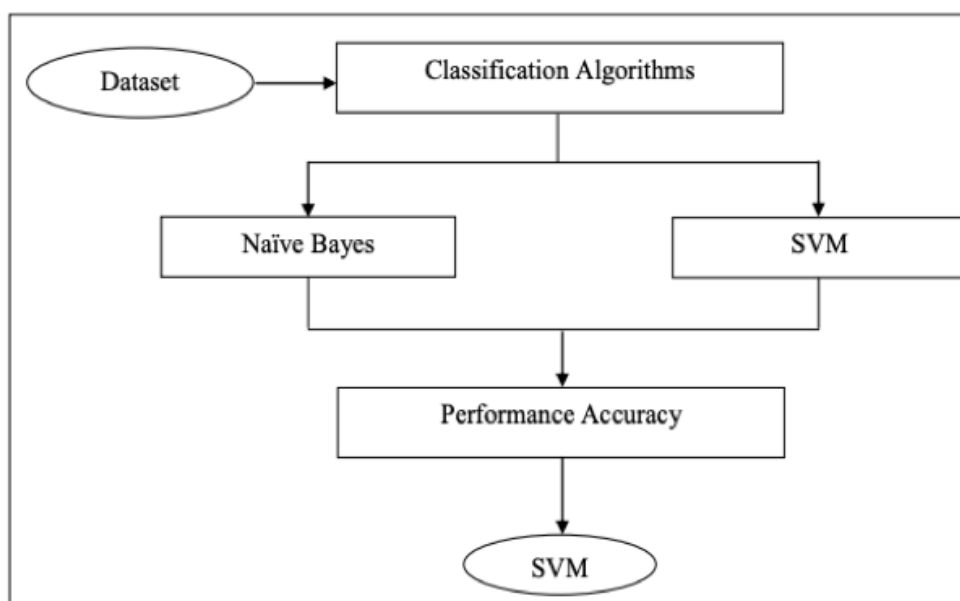 Dataset
Classification Algorithms
Naïve Bayes
SVM
Performance Accuracy
SVM